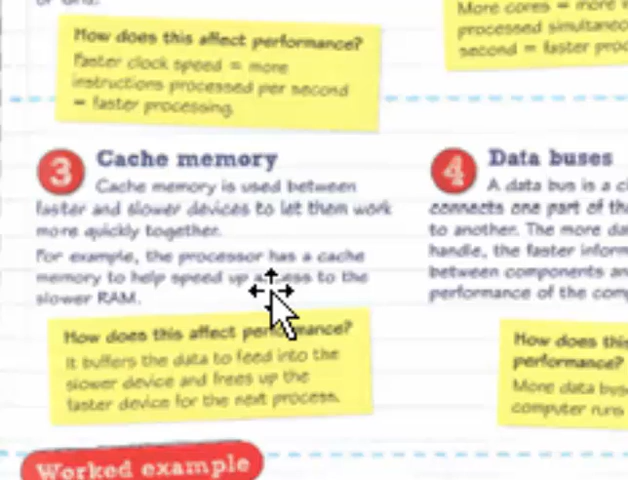 or GHz.
How does this affect performance?
Faster clock speed = more
instructions processed per second
= faster processing.
More cores = more
processed simultaneo
second = faster proc
3 Cache memory
Cache memory is used between
faster and slower devices to let them work
more quickly together.
For example, the processor has a cache
memory to help speed up access to the
slower RAM.
How does this affect performance?
It buffers the data to feed into the
slower device and frees up the
faster device for the next process.
4 Data buses
A data bus is a ci
connects one part of th
to another. The more da
handle, the faster inform
between components an
performance of the comp
How does this
performance?
More data bus
computer runs
Worked example